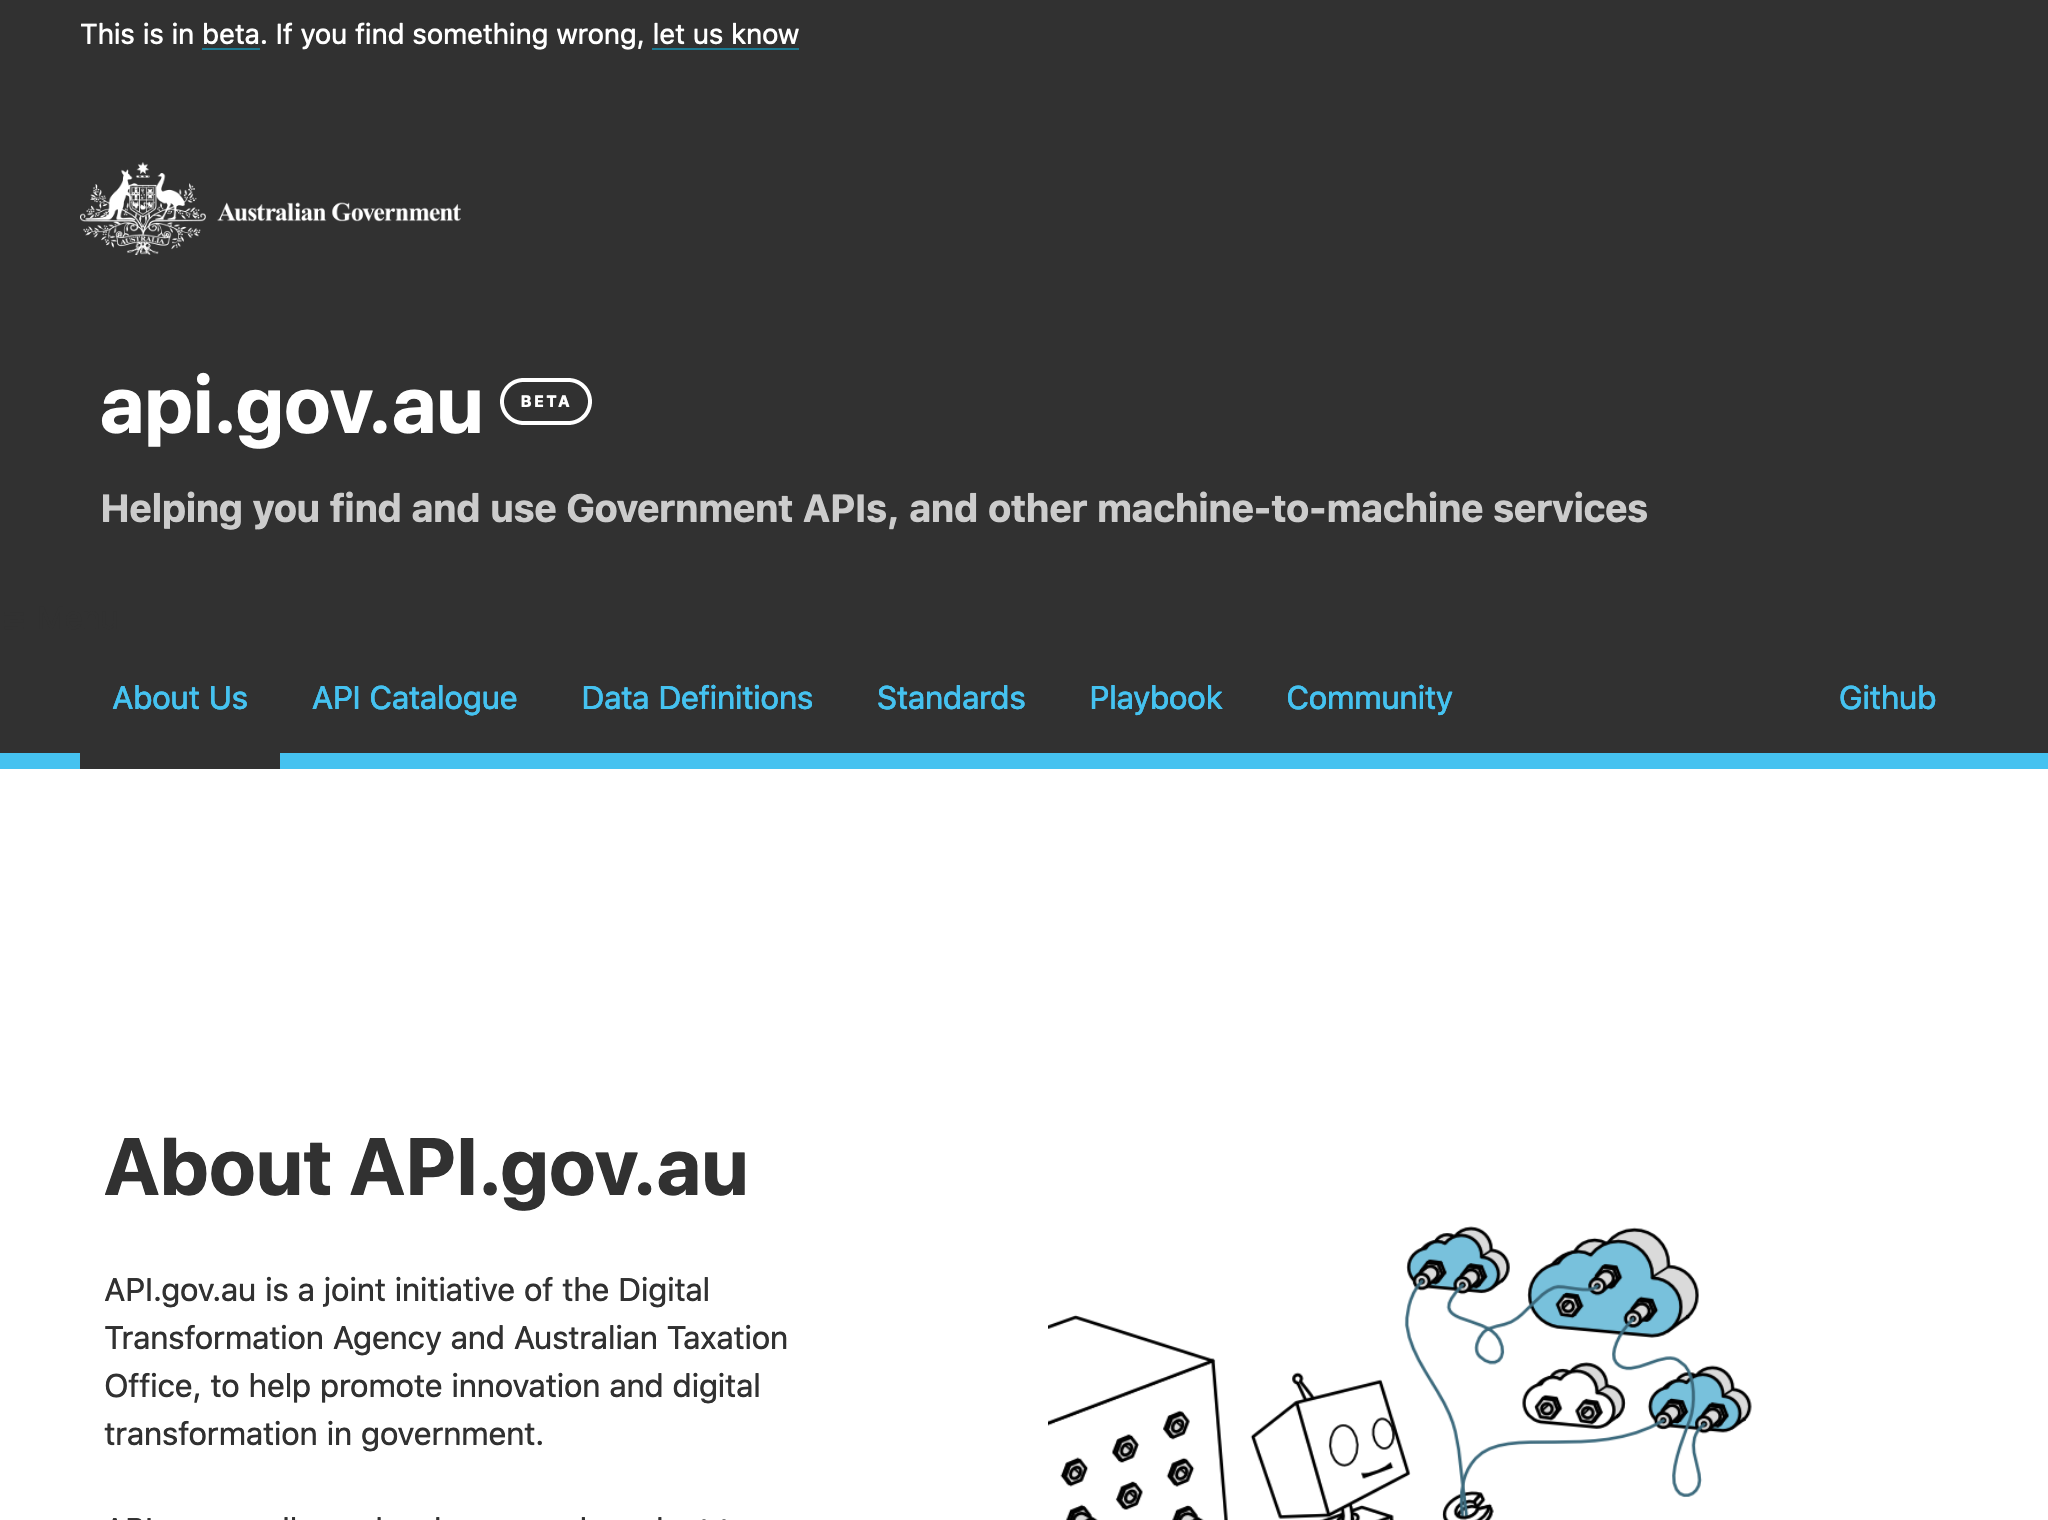 This is in beta. If you find something wrong, let us know
AUSTRALIA
Australian Government
api.gov.au BETA
Helping you find and use Government APIs, and other machine-to-machine services
About Us API Catalogue Data Definitions Standards Playbook Community Github
About API.gov.au
API.gov.au is a joint initiative of the Digital
Transformation Agency and Australian Taxation
Office, to help promote innovation and digital
transformation in government.